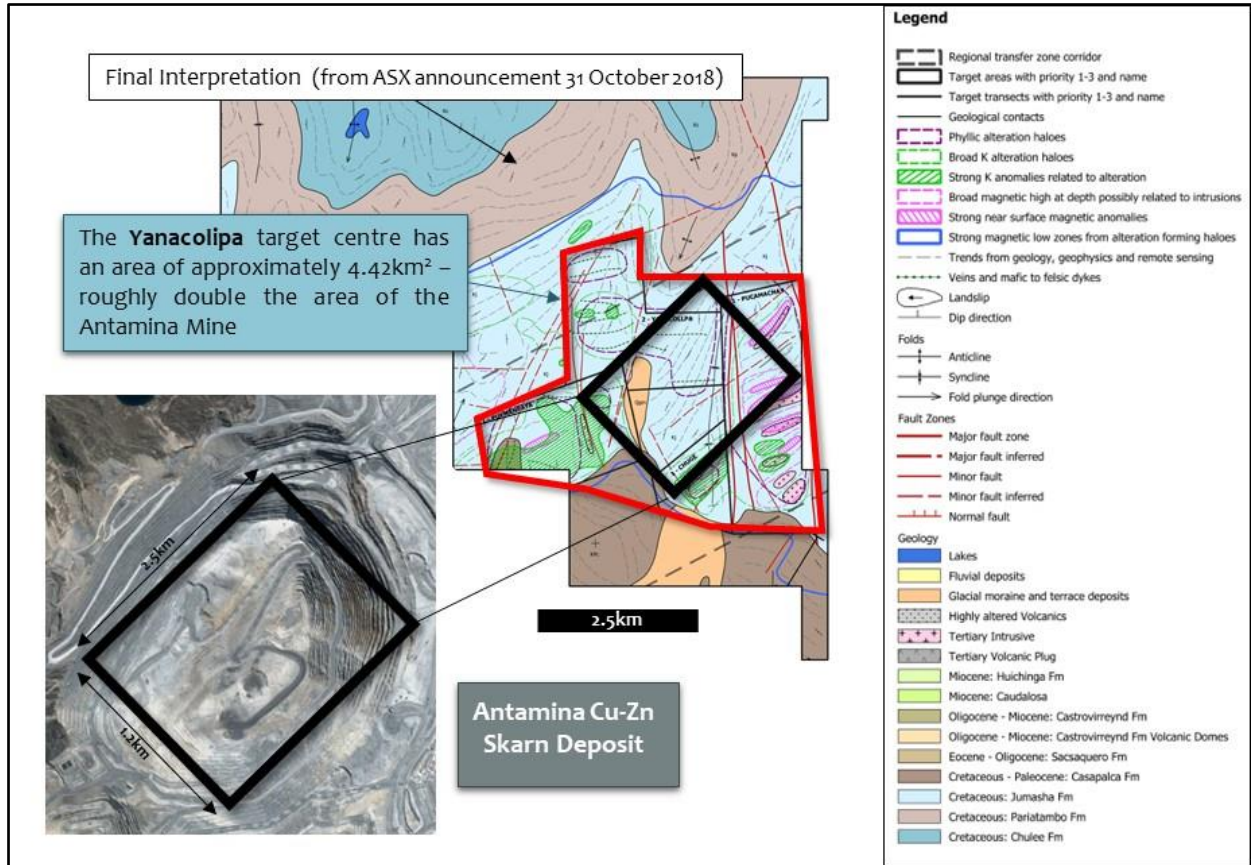 Final Interpretation (from ASX announcement 31 October 2018)
The Yanacolipa target centre has
an area of approximately 4.42km² –
roughly double the area of the
Antamina Mine
1 - PUCAMACHAY
3 - CHUGE
2.5km
1.2km
2.5km
Antamina Cu-Zn
Skarn Deposit
Legend
Regional transfer zone corridor
Target areas with priority 1-3 and name
Target transects with priority 1-3 and name
Geological contacts
Phyllic alteration haloes
Broad K alteration haloes
Strong K anomalies related to alteration
Broad magnetic high at depth possibly related to intrusions
Strong near surface magnetic anomalies
Strong magnetic low zones from alteration forming haloes
Trends from geology, geophysics and remote sensing
Veins and mafic to felsic dykes
Landslip
Dip direction
Folds
Anticline
Syncline
Fold plunge direction
Fault Zones
Major fault zone
Major fault inferred
Minor fault
Minor fault inferred
Normal fault
Geology
Lakes
Fluvial deposits
Glacial moraine and terrace deposits
Highly altered Volcanics
Tertiary Intrusive
Tertiary Volcanic Plug
Miocene: Huichinga Fm
Miocene: Caudalosa
Oligocene - Miocene: Castrovirreynd Fm
Oligocene - Miocene: Castrovirreynd Fm Volcanic Domes
Eocene - Oligocene: Sacsaquero Fm
Cretaceous - Paleocene: Casapalca Fm
Cretaceous: Jumasha Fm
Cretaceous: Pariatambo Fm
Cretaceous: Chulee Fm